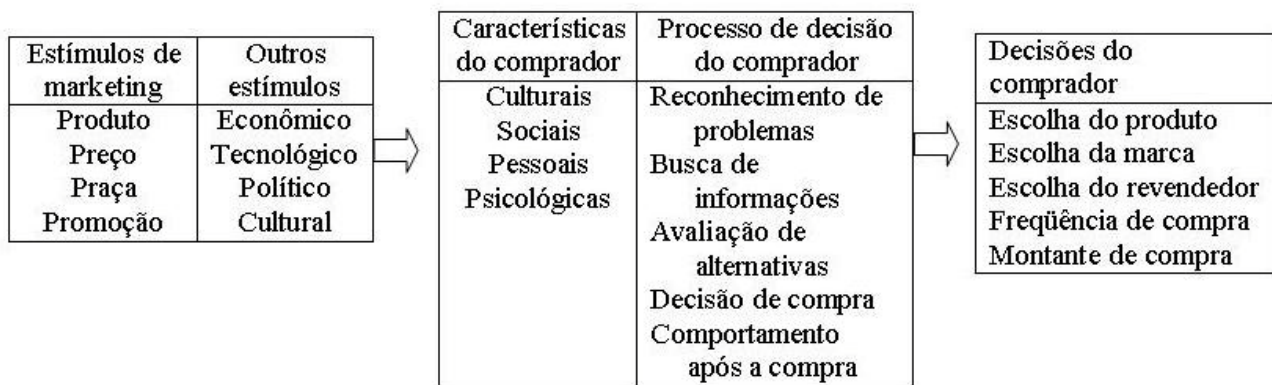 Estímulos de
marketing
Produto
Preço
Praça
Promoção
Outros
estímulos
Econômico
Tecnológico
Político
Cultural
Características
do comprador
Culturais
Sociais
Pessoais
Psicológicas
Processo de decisão
do comprador
Reconhecimento de
problemas
Busca de
informações
Avaliação de
alternativas
Decisão de compra
Comportamento
após a compra
Decisões do
comprador
Escolha do produto
Escolha da marca
Escolha do revendedor
Freqüência de compra
Montante de compra